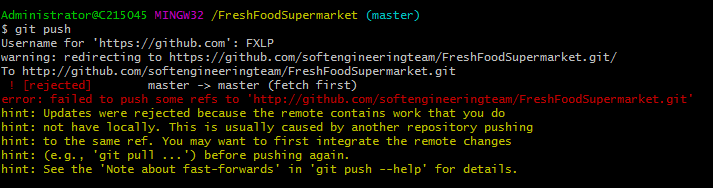 Administrator@C215045 MINGW32 /FreshFoodSupermarket (master)
$ git push
Username for 'https://github.com': FXLP
warning: redirecting to https://github.com/softengineeringteam/FreshFoodSupermarket.git/
To http://github.com/softengineeringteam/FreshFoodSupermarket.git
! [rejected] master -> master (fetch first)
error: failed to push some refs to 'http://github.com/softengineeringteam/FreshFoodSupermarket.git'
hint: Updates were rejected because the remote contains work that you do
hint: not have locally. This is usually caused by another repository pushing
hint: to the same ref. You may want to first integrate the remote changes
hint: (e.g., 'git pull ...') before pushing again.
hint: See the 'Note about fast-forwards' in 'git push --help' for details.